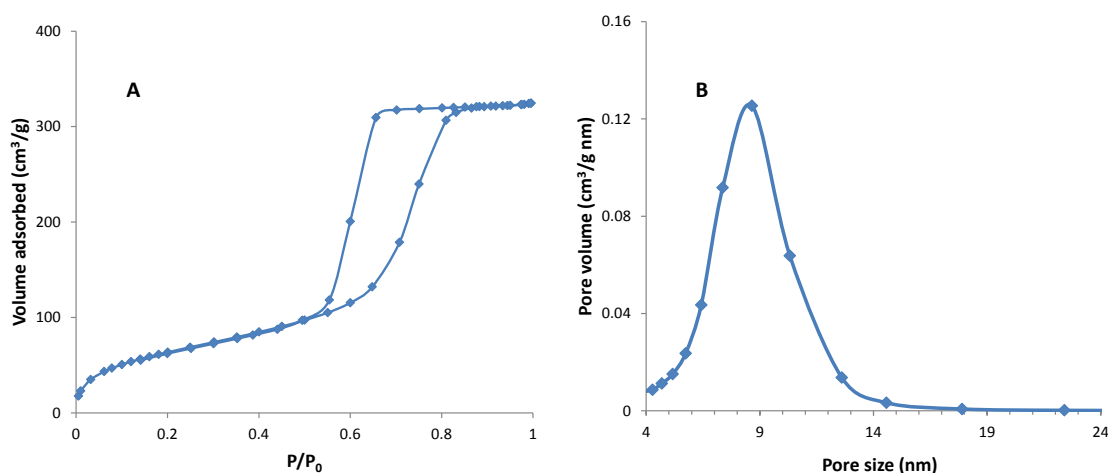 A
Volume adsorbed (cm³/g)
400
300
200
100
0
0 0.2 0.4 0.6 0.8 1
P/P₀
B
Pore volume (cm³/g nm)
0.16
0.12
0.08
0.04
0
4 9 14 19 24
Pore size (nm)